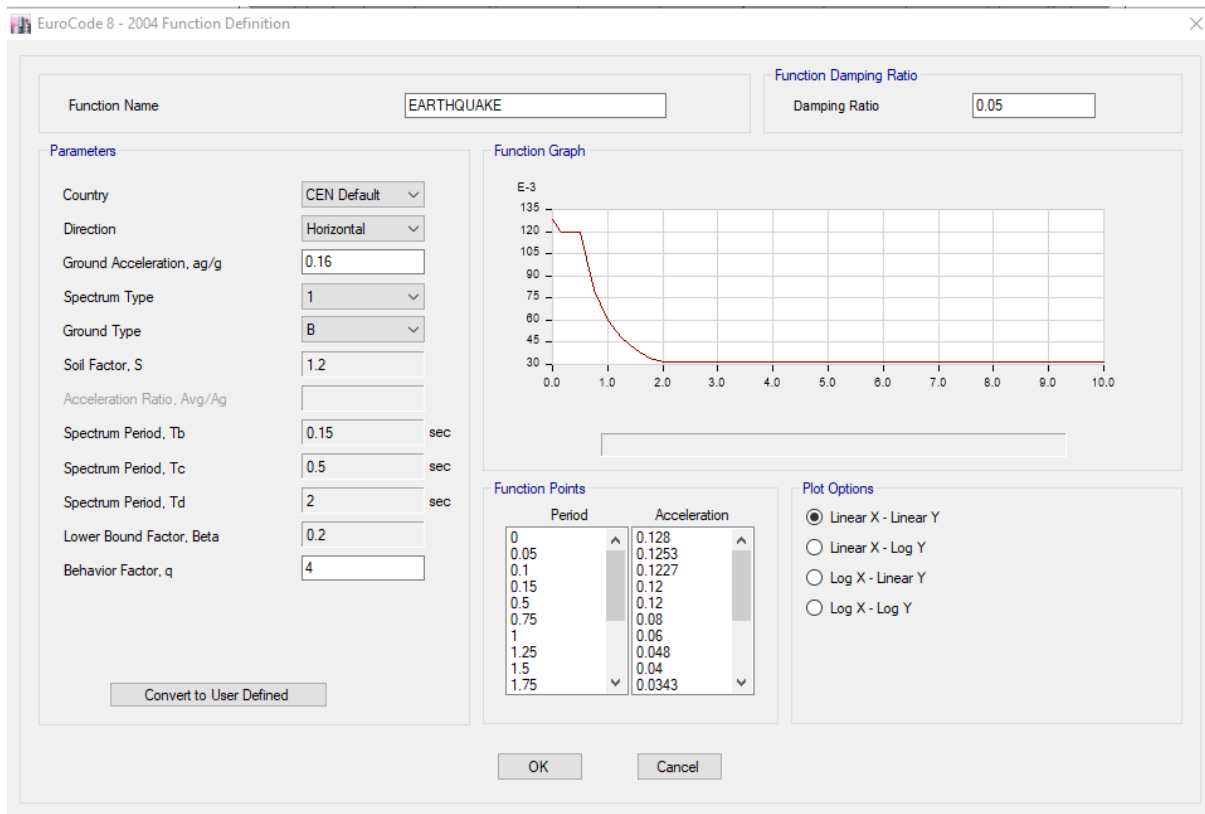 EuroCode 8 - 2004 Function Definition
Function Name
EARTHQUAKE
Function Damping Ratio
Damping Ratio
0.05
Parameters
Country
CEN Default
Direction
Horizontal
Ground Acceleration, ag/g
0.16
Spectrum Type
1
Ground Type
B
Soil Factor, S
1.2
Acceleration Ratio, Avg/Ag
Spectrum Period, Tb
0.15
sec
Spectrum Period, Tc
0.5
sec
Spectrum Period, Td
2
sec
Lower Bound Factor, Beta
0.2
Behavior Factor, q
4
Convert to User Defined
Function Graph
E-3
135
120
105
90
75
60
45
30
0.0 1.0 2.0 3.0 4.0 5.0 6.0 7.0 8.0 9.0 10.0
Function Points
Period Acceleration
0 0.128
0.05 0.1253
0.1 0.1227
0.15 0.12
0.5 0.12
0.75 0.08
1 0.06
1.25 0.048
1.5 0.04
1.75 0.0343
Plot Options
Linear X - Linear Y
Linear X - Log Y
Log X - Linear Y
Log X - Log Y
OK
Cancel